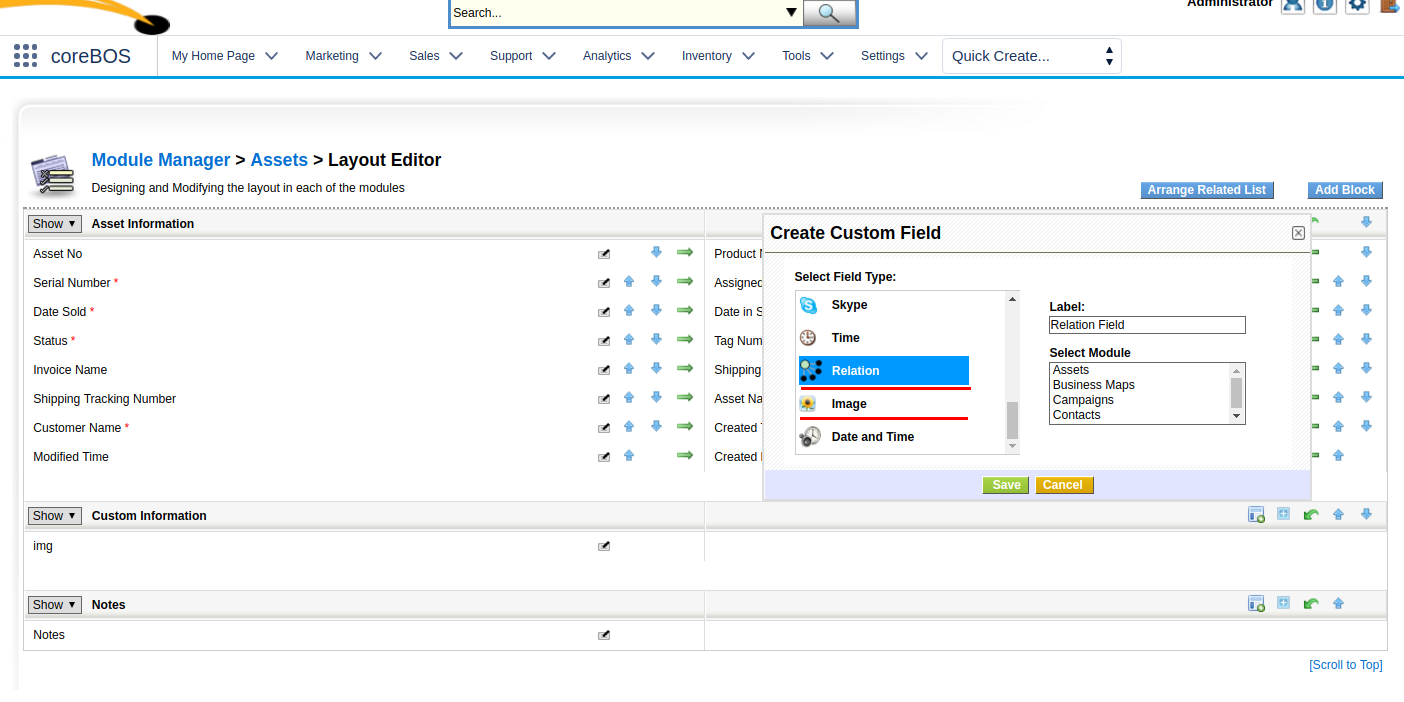 Administrator
Search...
coreBOS My Home Page Marketing Sales Support Analytics Inventory Tools Settings Quick Create...
Module Manager > Assets > Layout Editor
Designing and Modifying the layout in each of the modules
Arrange Related List Add Block
Show ▼ Asset Information
Asset No
Serial Number *
Date Sold *
Status *
Invoice Name
Shipping Tracking Number
Customer Name *
Modified Time
Product
Assigned
Date in
Tag Num
Shipping
Asset Na
Created
Created
Create Custom Field
Select Field Type:
Skype
Time
Relation
Image
Date and Time
Label:
Relation Field
Select Module
Assets
Business Maps
Campaigns
Contacts
Save Cancel
Show ▼ Custom Information
img
Show ▼ Notes
Notes
[Scroll to Top]